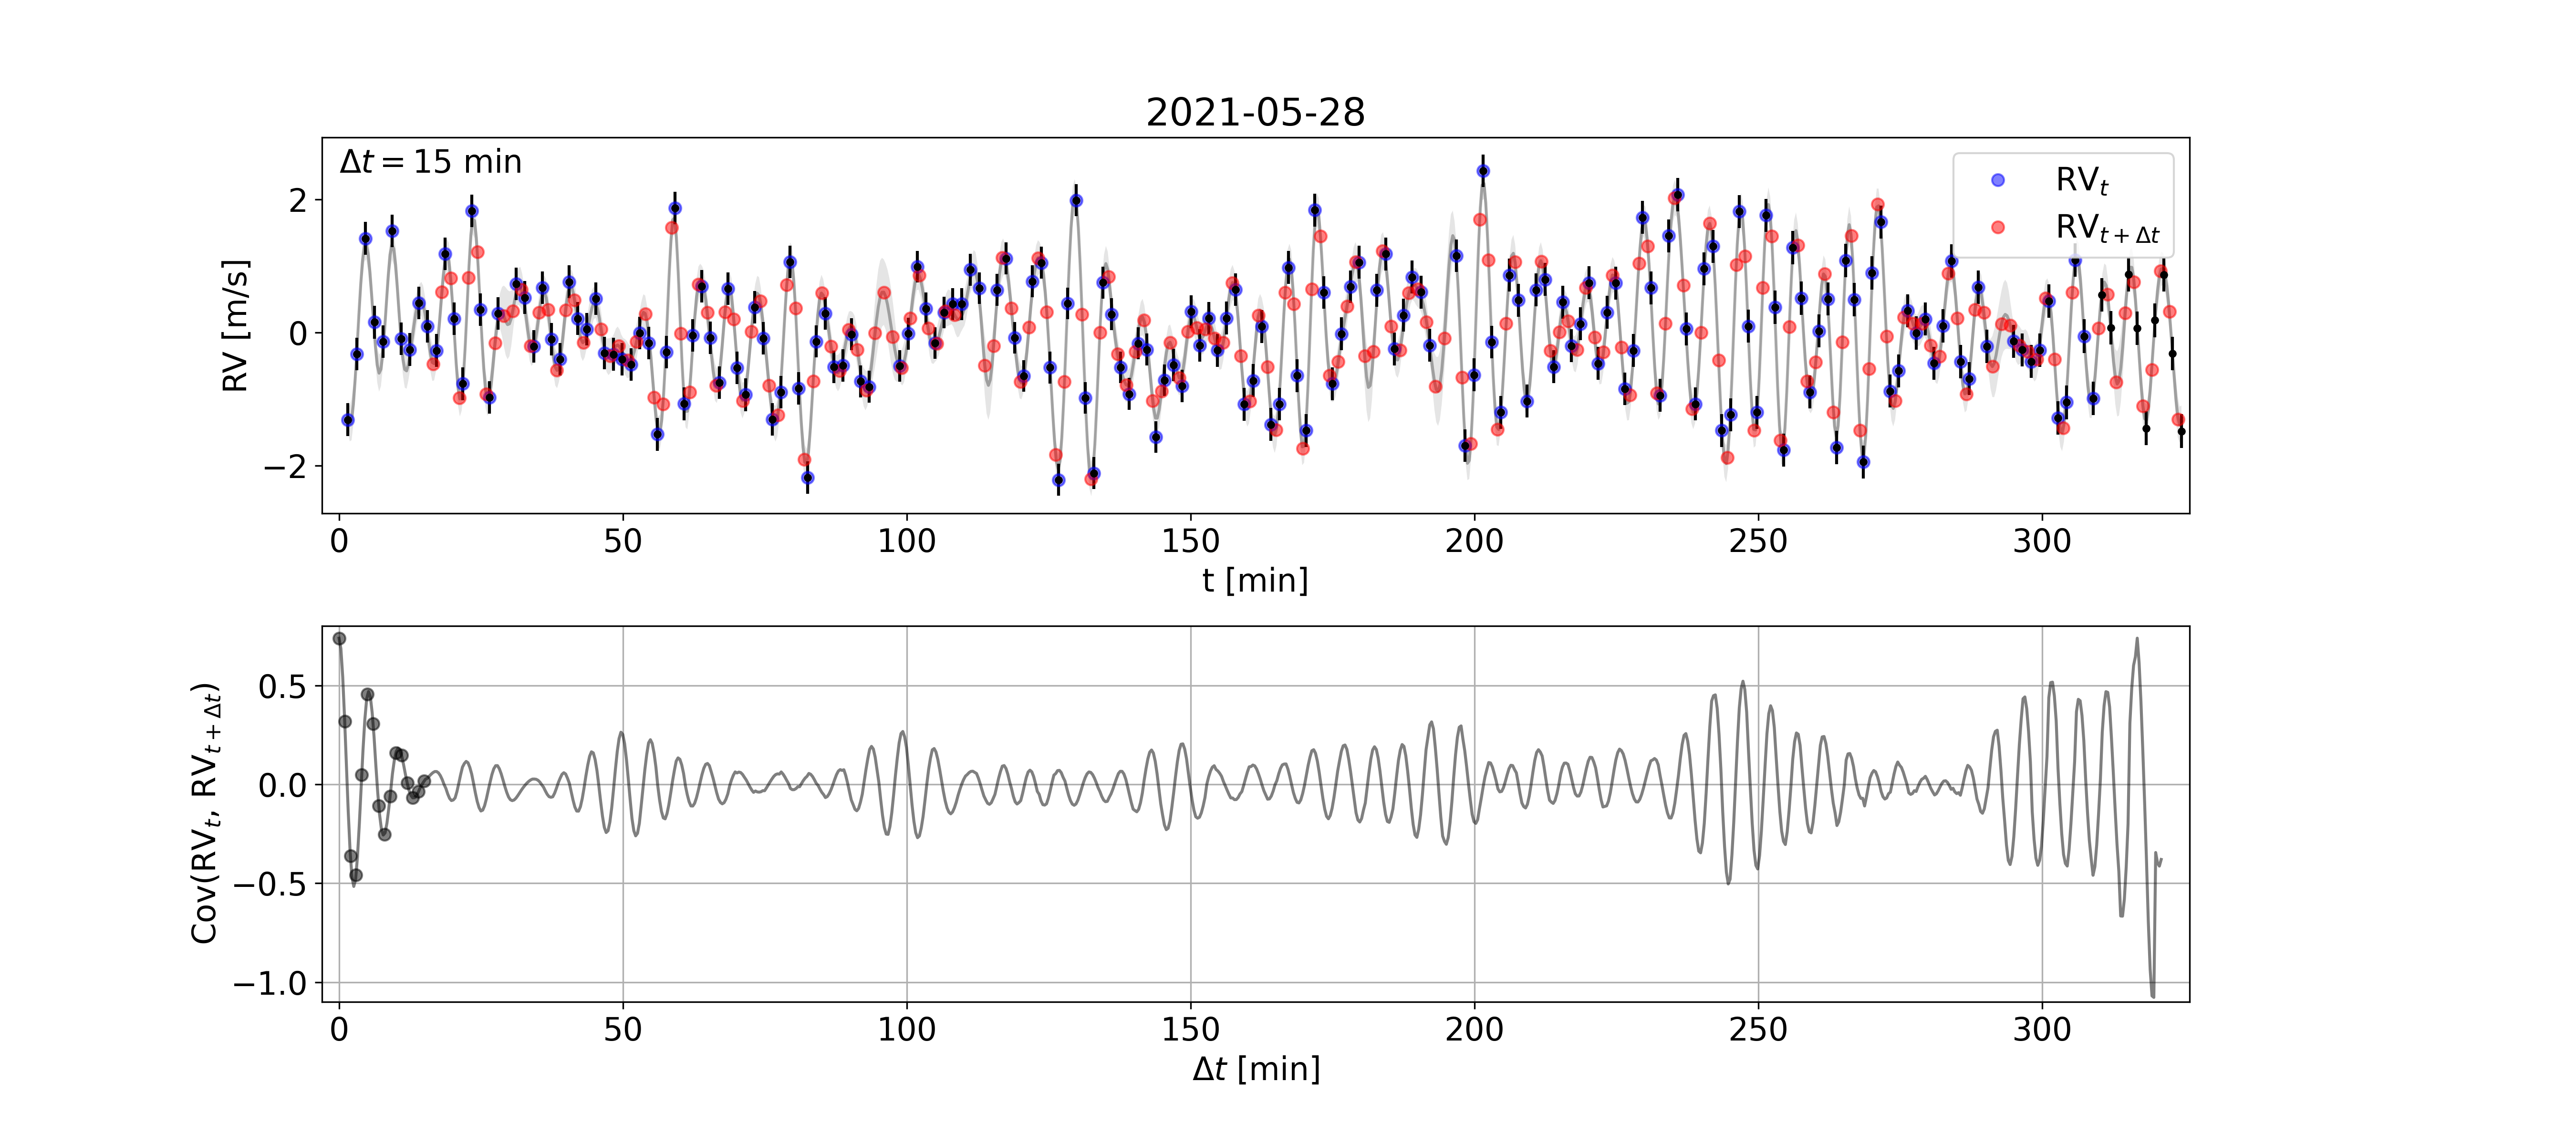 2021-05-28
Δt = 15 min
RV_t
RV_{t+Δt}
2
0
−2
RV [m/s]
0 50 100 150 200 250 300
t [min]
0.5
0.0
−0.5
−1.0
Cov(RV_t, RV_{t+Δt})
0 50 100 150 200 250 300
Δt [min]